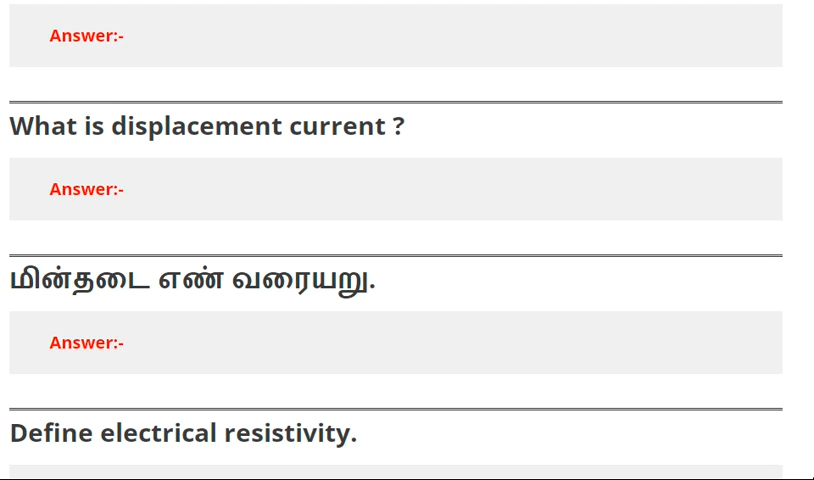 Answer:-
What is displacement current ?
Answer:-
மின்தடை எண் வரையறு.
Answer:-
Define electrical resistivity.